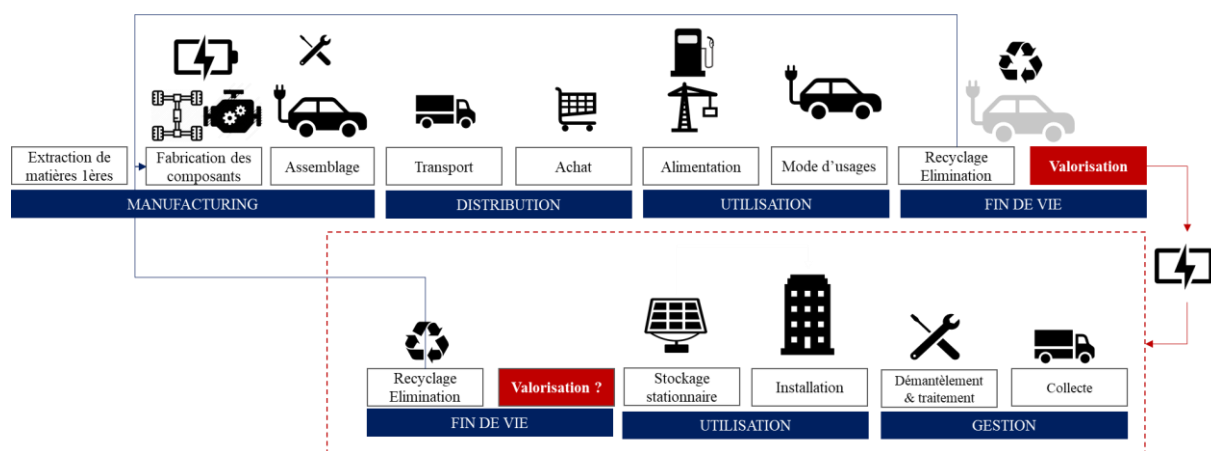 Extraction de
matières 1ères
Fabrication des
composants
Assemblage
Transport
Achat
Alimentation
Mode d'usages
Recyclage
Elimination
Valorisation
MANUFACTURING
DISTRIBUTION
UTILISATION
FIN DE VIE
Recyclage
Elimination
Valorisation ?
Stockage
stationnaire
Installation
Démantèlement
& traitement
Collecte
FIN DE VIE
UTILISATION
GESTION